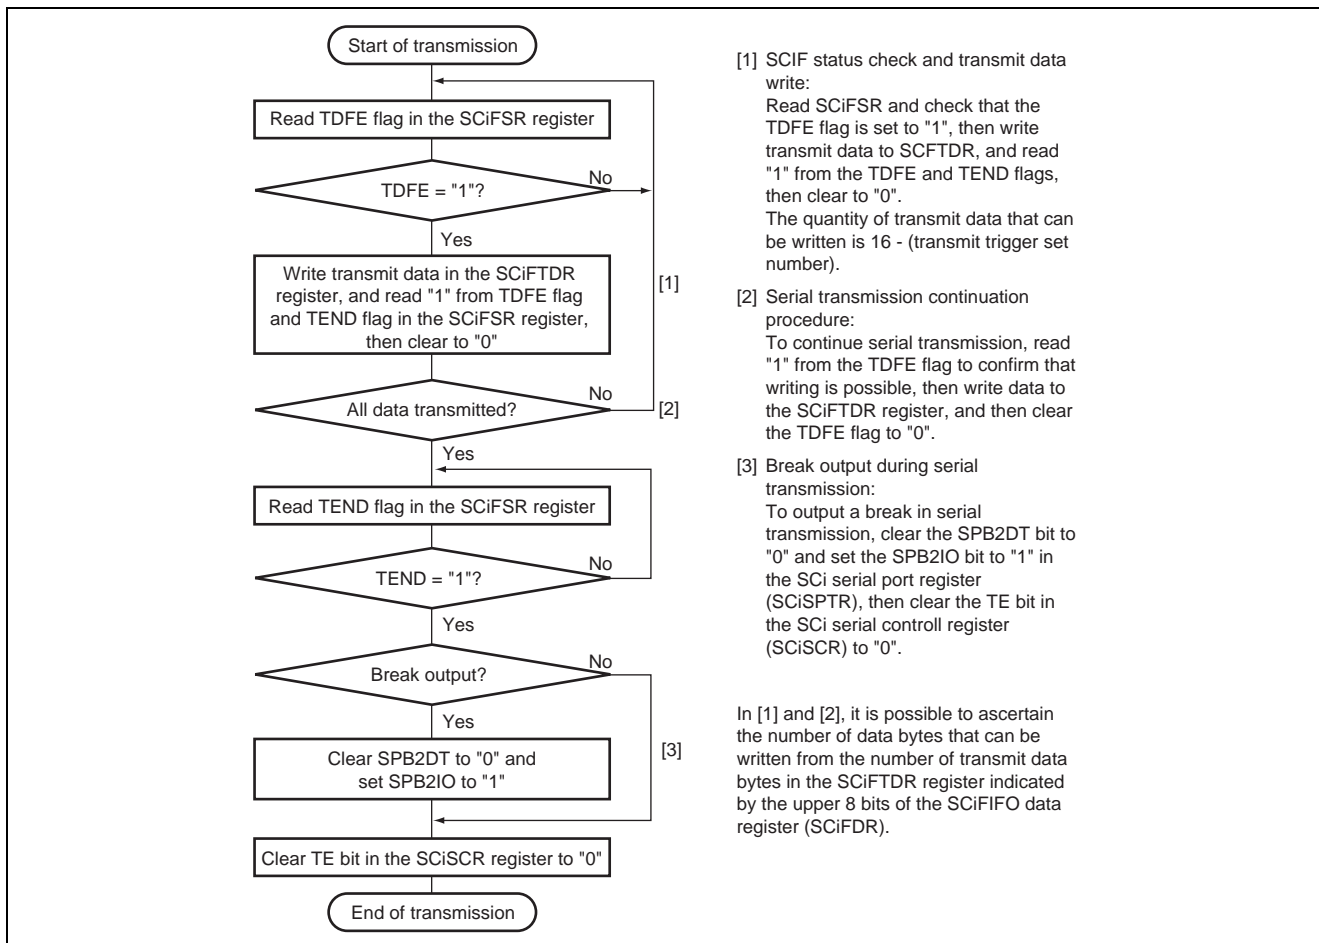 Start of transmission
Read TDFE flag in the SCiFSR register
TDFE = "1"?
No
Yes
Write transmit data in the SCiFTDR
register, and read "1" from TDFE flag
and TEND flag in the SCiFSR register,
then clear to "0"
[1]
All data transmitted?
No
[2]
Yes
Read TEND flag in the SCiFSR register
TEND = "1"?
No
Yes
Break output?
No
Yes
Clear SPB2DT to "0" and
set SPB2IO to "1"
[3]
Clear TE bit in the SCiSCR register to "0"
End of transmission
[1] SCIF status check and transmit data
write:
Read SCiFSR and check that the
TDFE flag is set to "1", then write
transmit data to SCFTDR, and read
"1" from the TDFE and TEND flags,
then clear to "0".
The quantity of transmit data that can
be written is 16 - (transmit trigger set
number).
[2] Serial transmission continuation
procedure:
To continue serial transmission, read
"1" from the TDFE flag to confirm that
writing is possible, then write data to
the SCiFTDR register, and then clear
the TDFE flag to "0".
[3] Break output during serial
transmission:
To output a break in serial
transmission, clear the SPB2DT bit to
"0" and set the SPB2IO bit to "1" in
the SCi serial port register
(SCiSPTR), then clear the TE bit in
the SCi serial controll register
(SCiSCR) to "0".
In [1] and [2], it is possible to ascertain
the number of data bytes that can be
written from the number of transmit data
bytes in the SCiFTDR register indicated
by the upper 8 bits of the SCiFIFO data
register (SCiFDR).